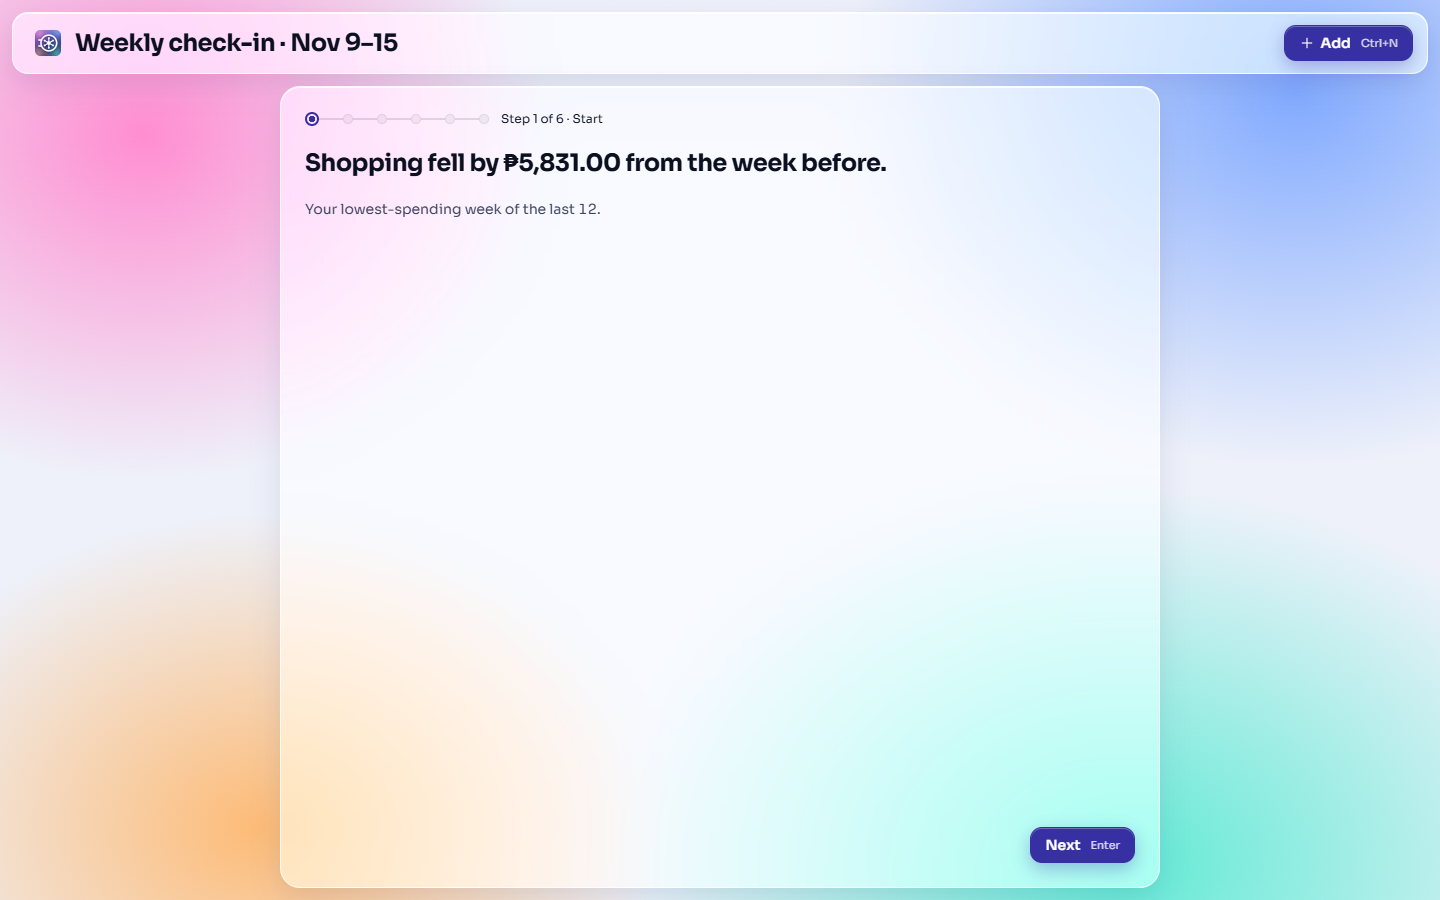 Weekly check-in · Nov 9–15
Add Ctrl+N
Step 1 of 6 · Start
Shopping fell by ₱5,831.00 from the week before.
Your lowest-spending week of the last 12.
Next Enter